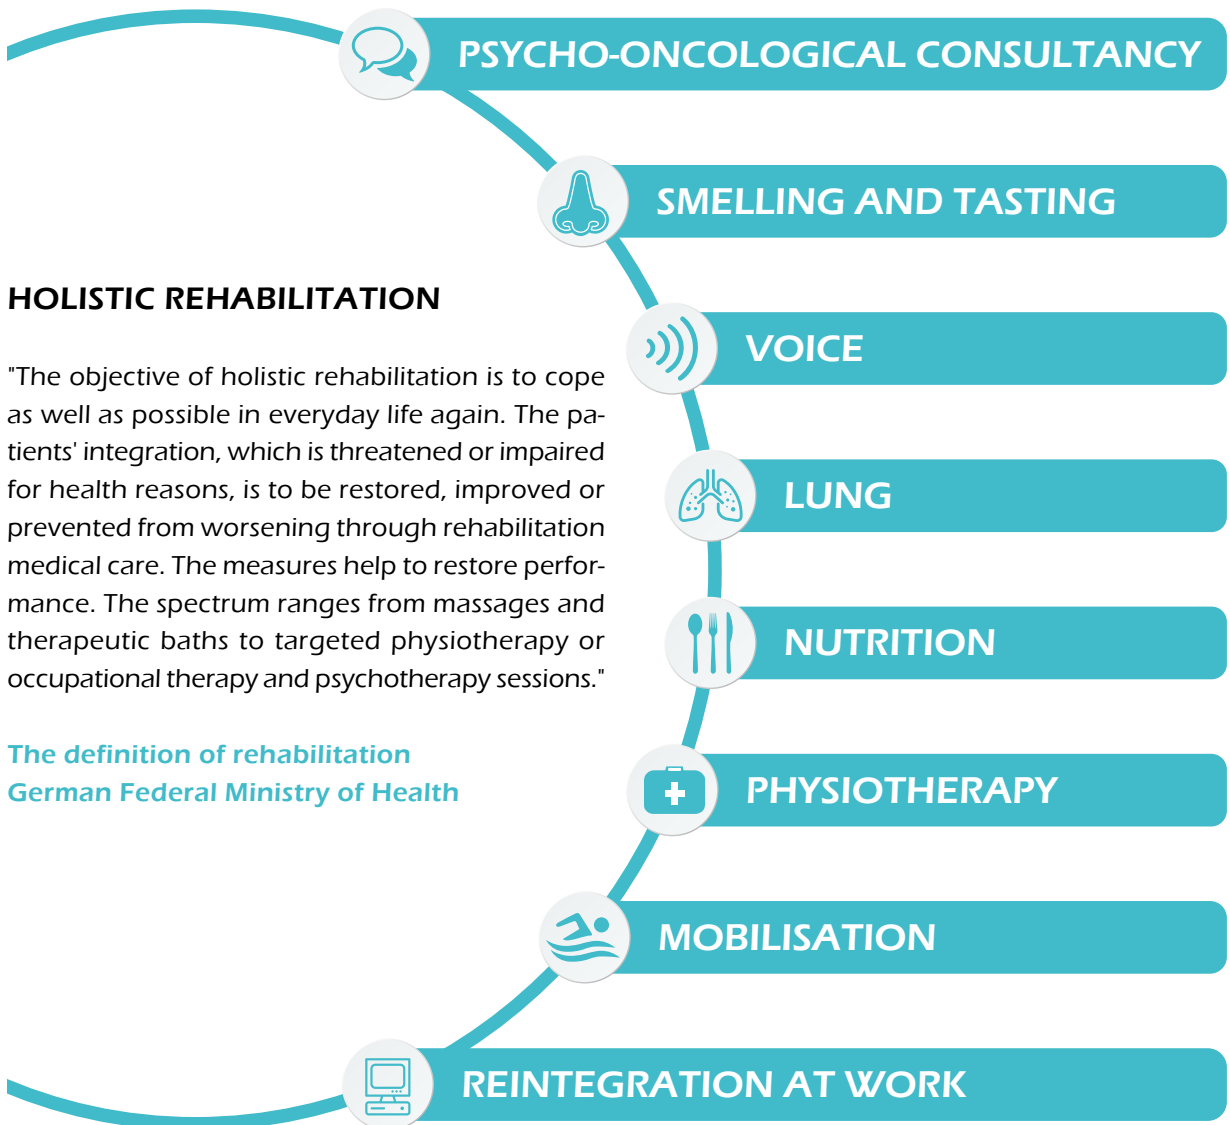 PSYCHO-ONCOLOGICAL CONSULTANCY
SMELLING AND TASTING
HOLISTIC REHABILITATION
"The objective of holistic rehabilitation is to cope
as well as possible in everyday life again. The pa-
tients' integration, which is threatened or impaired
for health reasons, is to be restored, improved or
prevented from worsening through rehabilitation
medical care. The measures help to restore perfor-
mance. The spectrum ranges from massages and
therapeutic baths to targeted physiotherapy or
occupational therapy and psychotherapy sessions."
The definition of rehabilitation
German Federal Ministry of Health
VOICE
LUNG
NUTRITION
PHYSIOTHERAPY
MOBILISATION
REINTEGRATION AT WORK